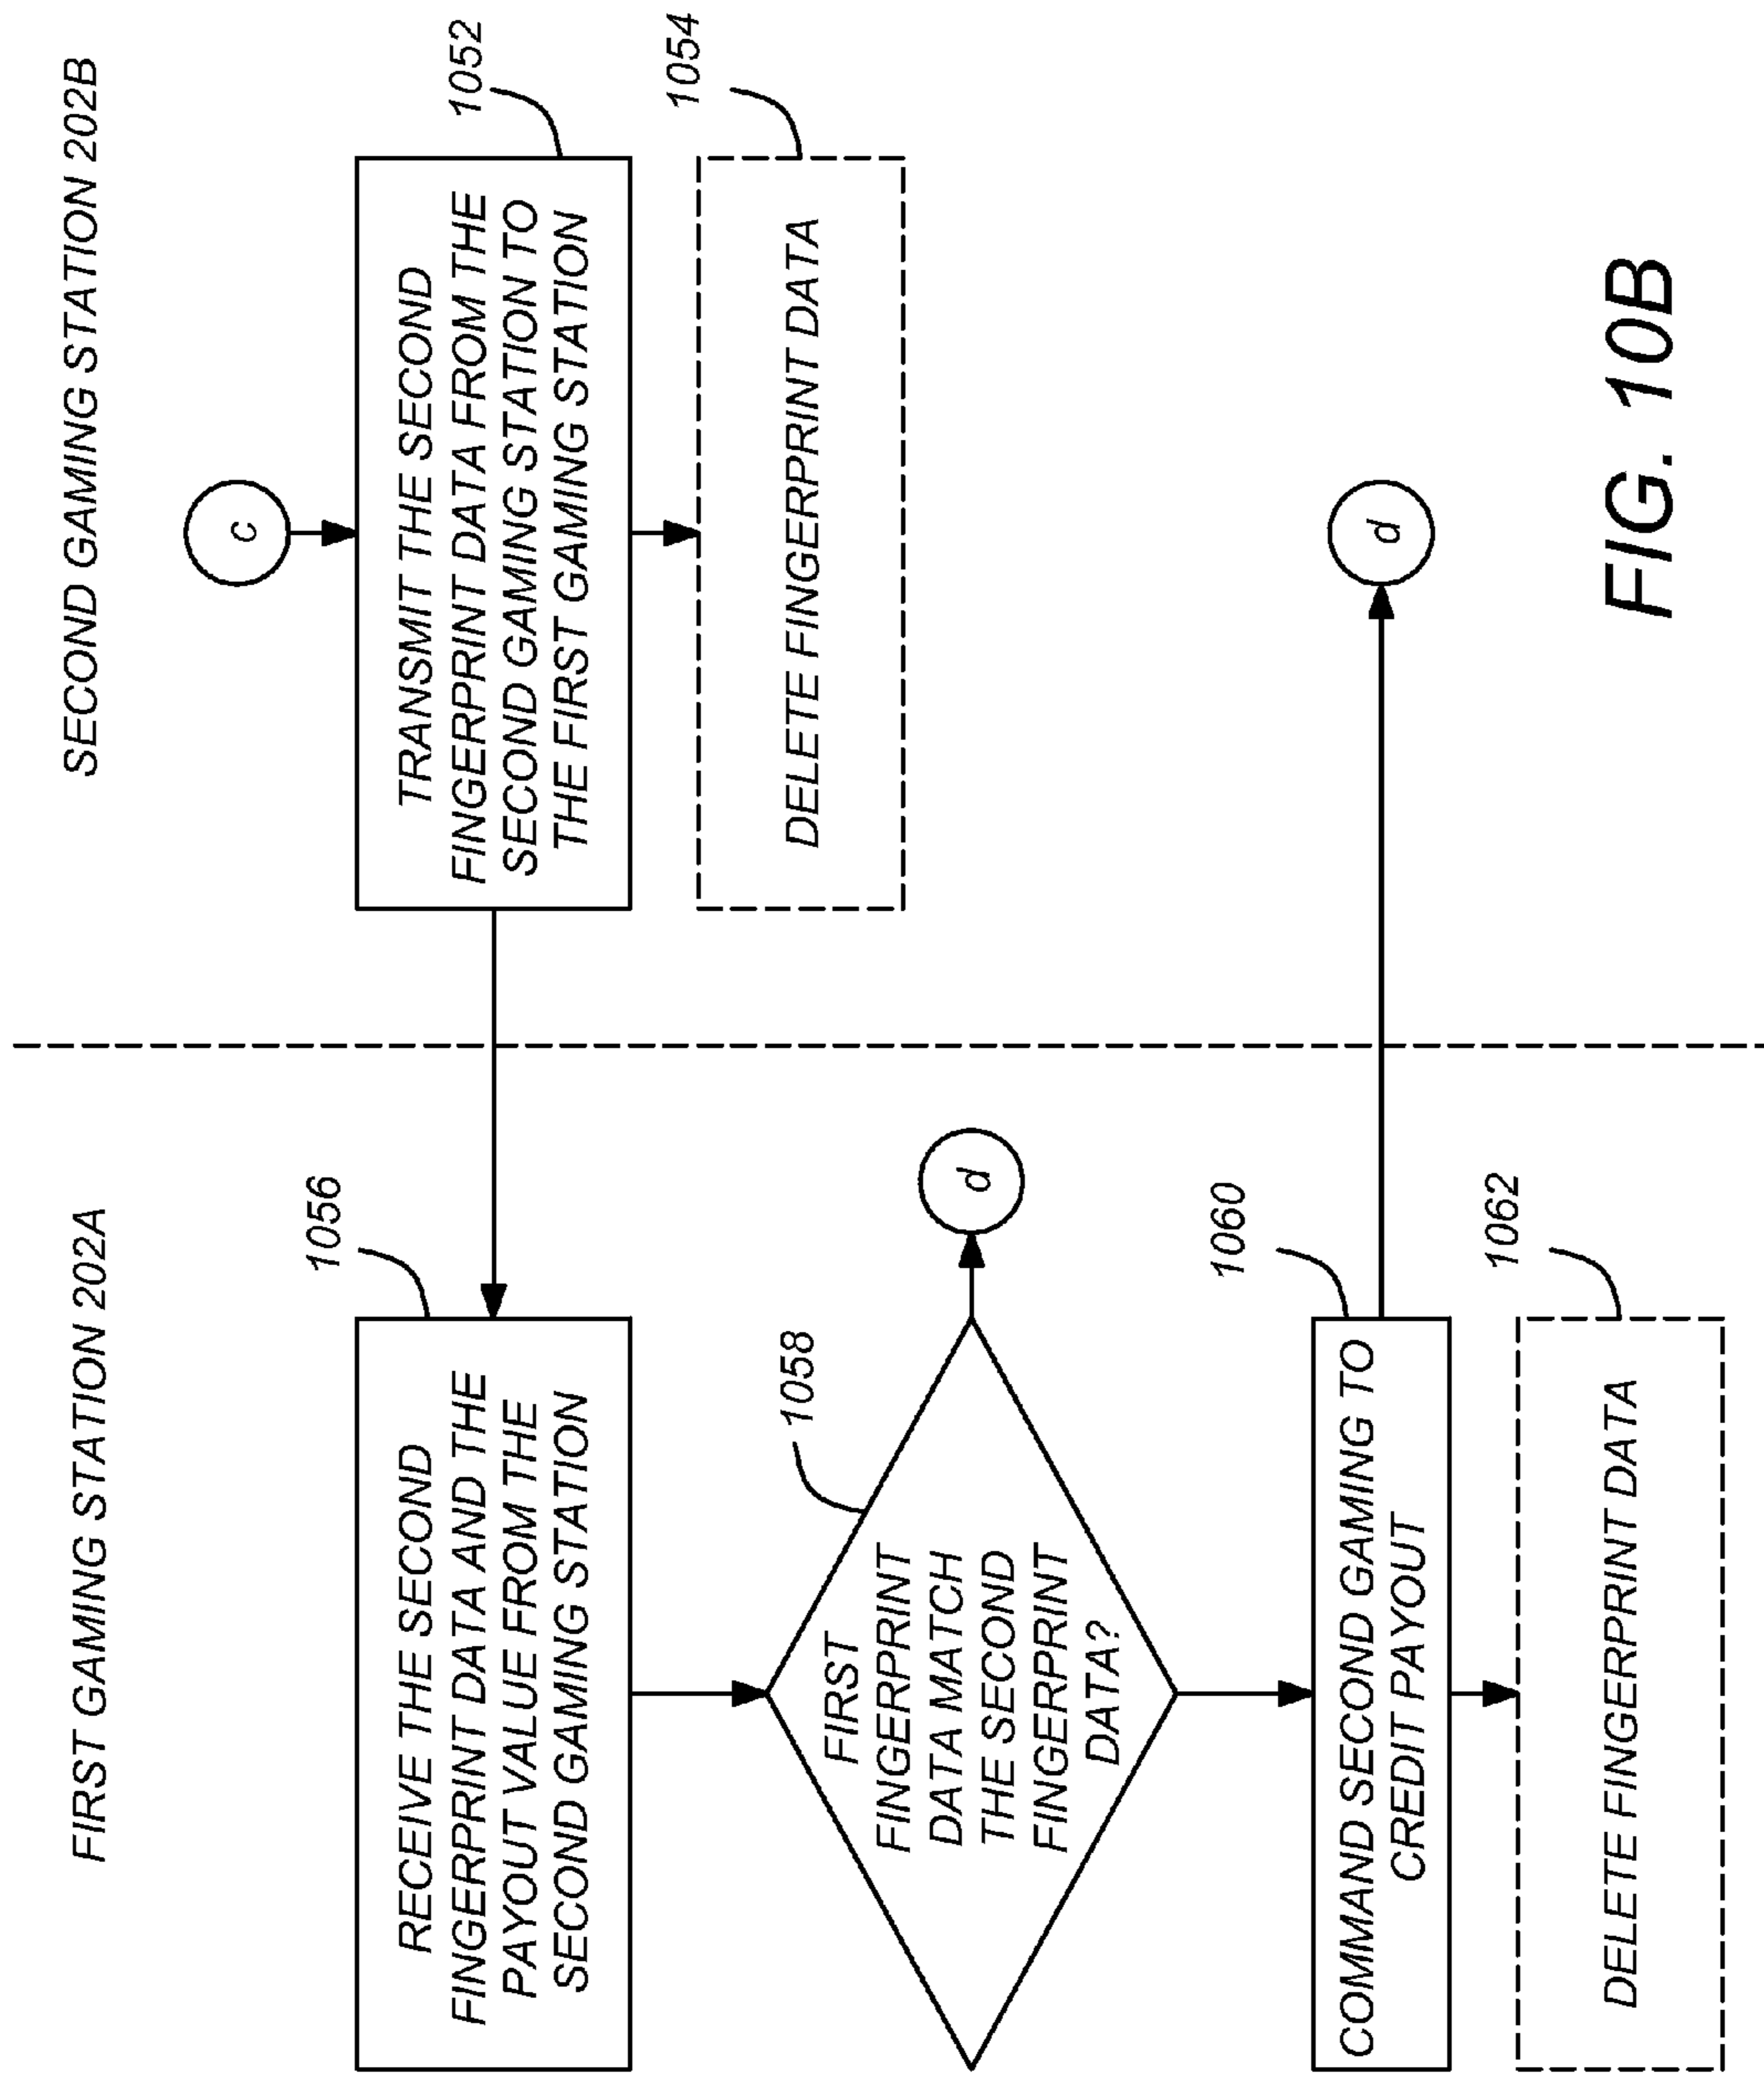 FIRST GAMING STATION 202A
SECOND GAMING STATION 202B
c
1056
RECEIVE THE SECOND
FINGERPRINT DATA AND THE
PAYOUT VALUE FROM THE
SECOND GAMING STATION
1052
TRANSMIT THE SECOND
FINGERPRINT DATA FROM THE
SECOND GAMING STATION TO
THE FIRST GAMING STATION
1054
DELETE FINGERPRINT DATA
1058
FIRST
FINGERPRINT
DATA MATCH
THE SECOND
FINGERPRINT
DATA?
d
1060
COMMAND SECOND GAMING TO
CREDIT PAYOUT
d
1062
DELETE FINGERPRINT DATA
FIG. 10B